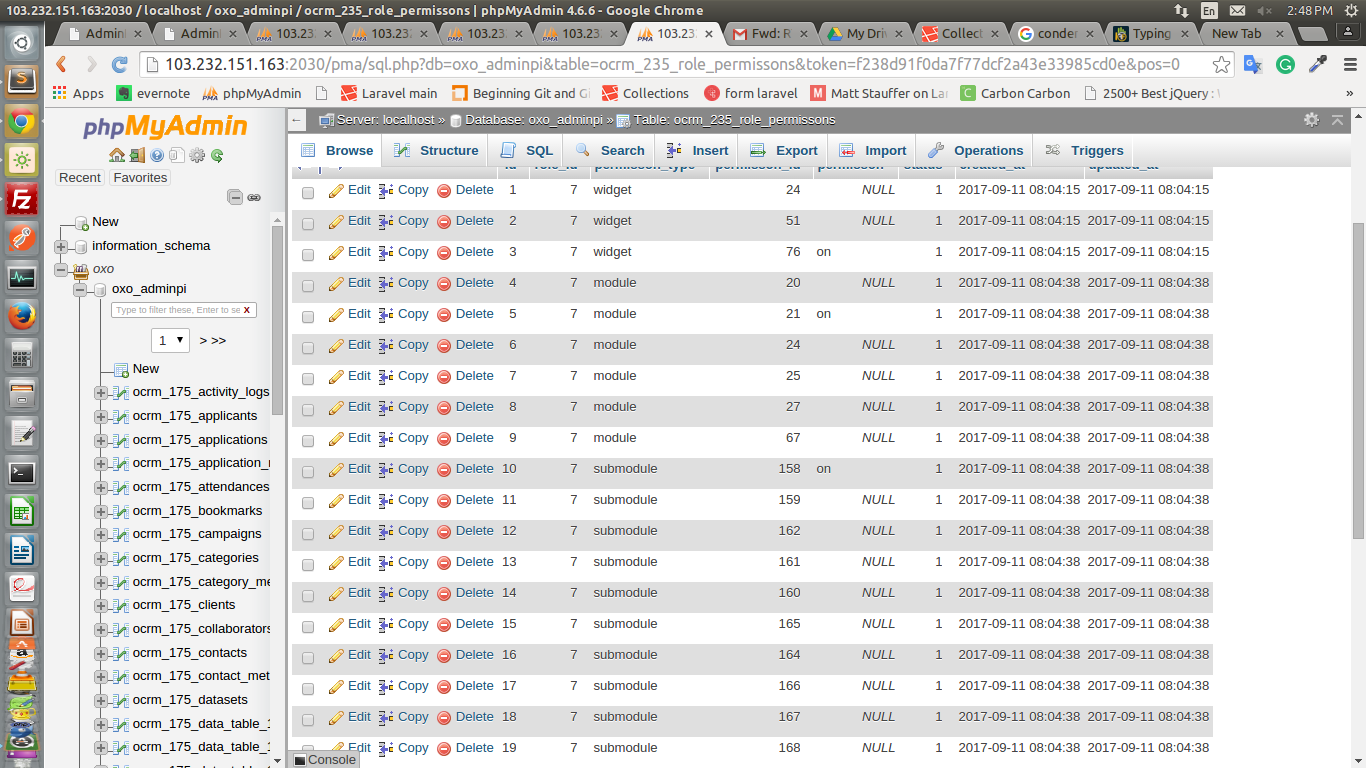 103.232.151.163:2030 / localhost / oxo_adminpi / ocrm_235_role_permissons | phpMyAdmin 4.6.6 - Google Chrome
En
2:48 PM
Admini
Admini
103.232
103.232
103.232
103.232
103.232
Fwd: R
My Driv
Collect
conder
Typing
New Tab
103.232.151.163:2030/pma/sql.php?db=oxo_adminpi&table=ocrm_235_role_permissons&token=f238d91f0da7f77dcf2a43e33985cd0e&pos=0
Apps
evernote
phpMyAdmin
Laravel main
Beginning Git and Gi
Collections
form laravel
Matt Stauffer on La
Carbon Carbon
2500+ Best jQuery :
»
phpMyAdmin
Recent
Favorites
New
information_schema
oxo
oxo_adminpi
Type to filter these, Enter to se X
1 > >>
New
ocrm_175_activity_logs
ocrm_175_applicants
ocrm_175_applications
ocrm_175_application_
ocrm_175_attendances
ocrm_175_bookmarks
ocrm_175_campaigns
ocrm_175_categories
ocrm_175_category_me
ocrm_175_clients
ocrm_175_collaborators
ocrm_175_contacts
ocrm_175_contact_met
ocrm_175_datasets
ocrm_175_data_table_1
ocrm_175_data_table_1
Server: localhost » Database: oxo_adminpi » Table: ocrm_235_role_permissons
Browse
Structure
SQL
Search
Insert
Export
Import
Operations
Triggers
id role_id permisson_type permisson_id permisson status created_at updated_at
Edit Copy Delete 1 7 widget 24 NULL 1 2017-09-11 08:04:15 2017-09-11 08:04:15
Edit Copy Delete 2 7 widget 51 NULL 1 2017-09-11 08:04:15 2017-09-11 08:04:15
Edit Copy Delete 3 7 widget 76 on 1 2017-09-11 08:04:15 2017-09-11 08:04:15
Edit Copy Delete 4 7 module 20 NULL 1 2017-09-11 08:04:38 2017-09-11 08:04:38
Edit Copy Delete 5 7 module 21 on 1 2017-09-11 08:04:38 2017-09-11 08:04:38
Edit Copy Delete 6 7 module 24 NULL 1 2017-09-11 08:04:38 2017-09-11 08:04:38
Edit Copy Delete 7 7 module 25 NULL 1 2017-09-11 08:04:38 2017-09-11 08:04:38
Edit Copy Delete 8 7 module 27 NULL 1 2017-09-11 08:04:38 2017-09-11 08:04:38
Edit Copy Delete 9 7 module 67 NULL 1 2017-09-11 08:04:38 2017-09-11 08:04:38
Edit Copy Delete 10 7 submodule 158 on 1 2017-09-11 08:04:38 2017-09-11 08:04:38
Edit Copy Delete 11 7 submodule 159 NULL 1 2017-09-11 08:04:38 2017-09-11 08:04:38
Edit Copy Delete 12 7 submodule 162 NULL 1 2017-09-11 08:04:38 2017-09-11 08:04:38
Edit Copy Delete 13 7 submodule 161 NULL 1 2017-09-11 08:04:38 2017-09-11 08:04:38
Edit Copy Delete 14 7 submodule 160 NULL 1 2017-09-11 08:04:38 2017-09-11 08:04:38
Edit Copy Delete 15 7 submodule 165 NULL 1 2017-09-11 08:04:38 2017-09-11 08:04:38
Edit Copy Delete 16 7 submodule 164 NULL 1 2017-09-11 08:04:38 2017-09-11 08:04:38
Edit Copy Delete 17 7 submodule 166 NULL 1 2017-09-11 08:04:38 2017-09-11 08:04:38
Edit Copy Delete 18 7 submodule 167 NULL 1 2017-09-11 08:04:38 2017-09-11 08:04:38
Edit Copy Delete 19 7 submodule 168 NULL 1 2017-09-11 08:04:38 2017-09-11 08:04:38
Console